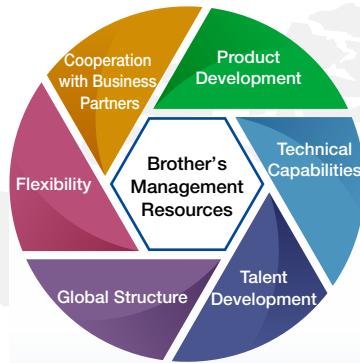 Cooperation
with Business
Partners
Product
Development
Technical
Capabilities
Talent
Development
Global Structure
Flexibility
Brother's
Management
Resources